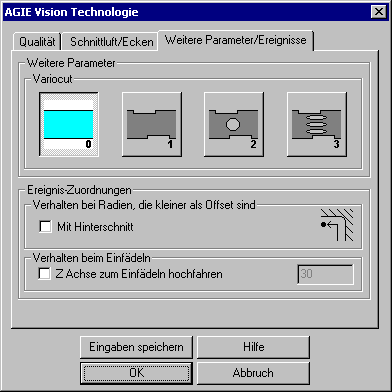 AGIE Vision Technologie
Qualität
Schnittluft/Ecken
Weitere Parameter/Ereignisse
Weitere Parameter
Variocut
0
1
2
3
Ereignis-Zuordnungen
Verhalten bei Radien, die kleiner als Offset sind
Mit Hinterschnitt
Verhalten beim Einfädeln
Z Achse zum Einfädeln hochfahren
30
Eingaben speichern
Hilfe
OK
Abbruch